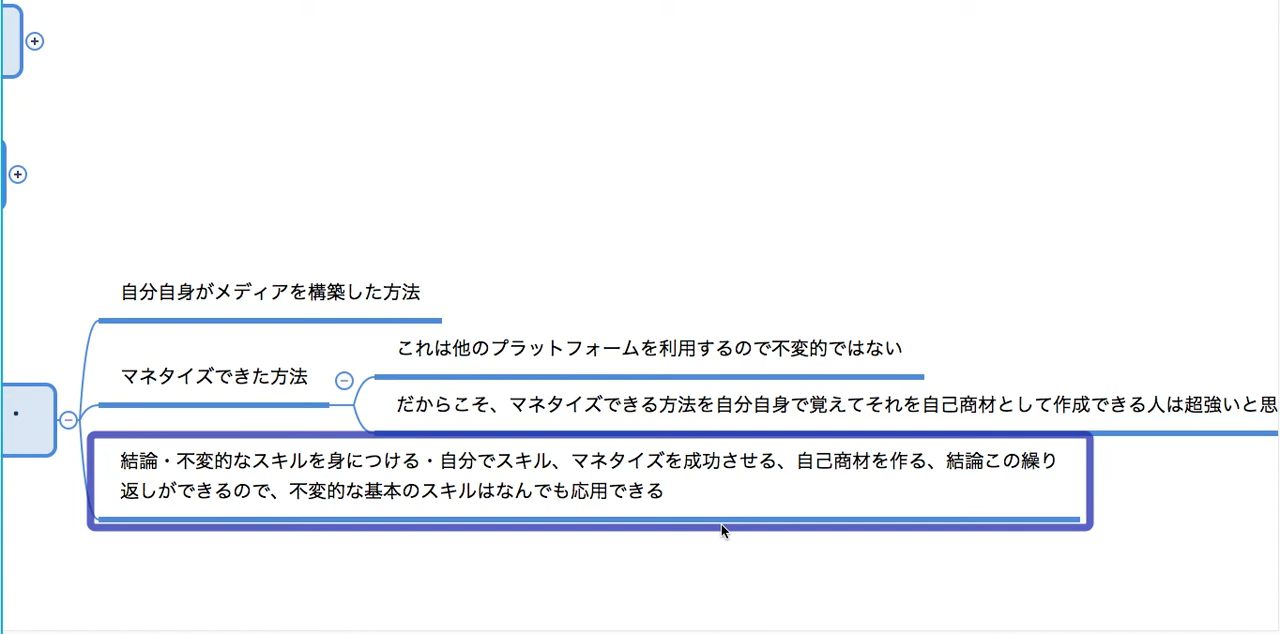 自分自身がメディアを構築した方法
これは他のプラットフォームを利用するので不変的ではない
マネタイズできた方法
だからこそ、マネタイズできる方法を自分自身で覚えてそれを自己商材として作成できる人は超強いと思
結論・不変的なスキルを身につける・自分でスキル、マネタイズを成功させる、自己商材を作る、結論この繰り
返しができるので、不変的な基本のスキルはなんでも応用できる